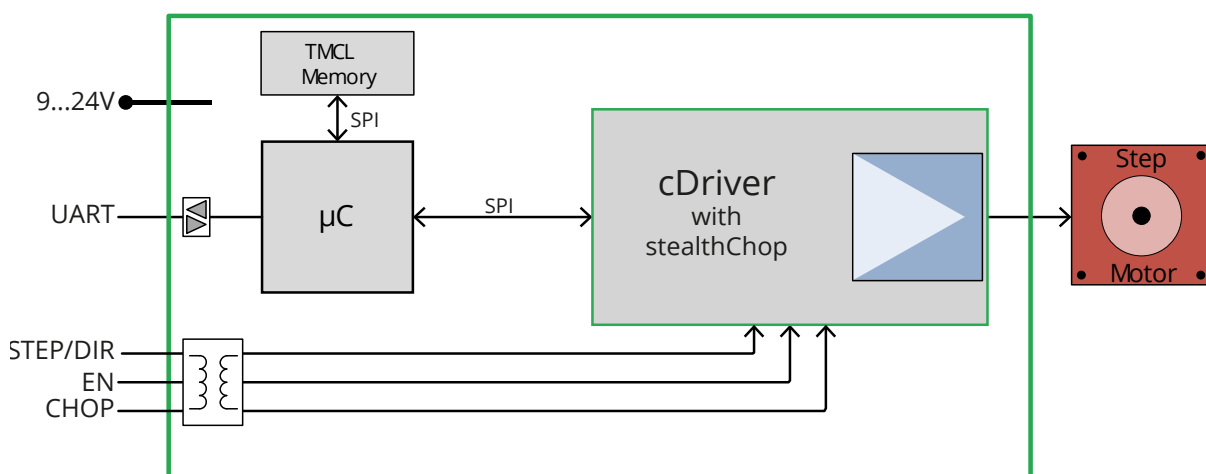 TMCL
Memory
9...24V
SPI
UART
µC
SPI
cDriver
with
stealthChop
Step
Motor
STEP/DIR
EN
CHOP